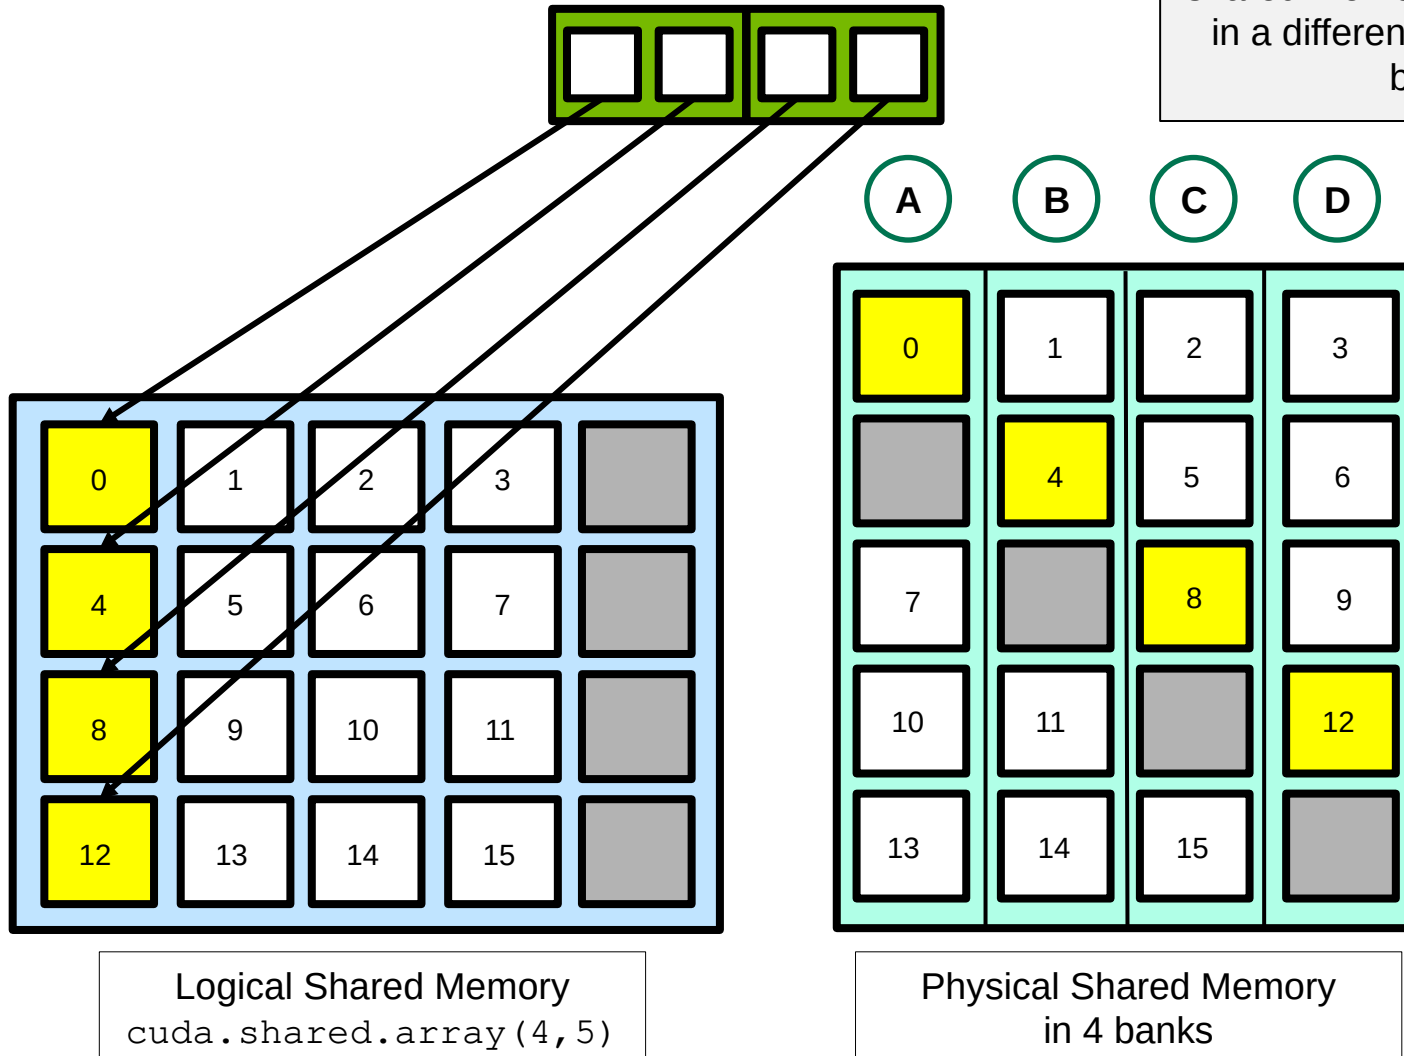 in a differen
b
A B C D
0 1 2 3
4 5 6 7
8 9 10 11
12 13 14 15
0 1 2 3
4 5 6
7 8 9
10 11 12
13 14 15
Logical Shared Memory
cuda.shared.array(4,5)
Physical Shared Memory
in 4 banks